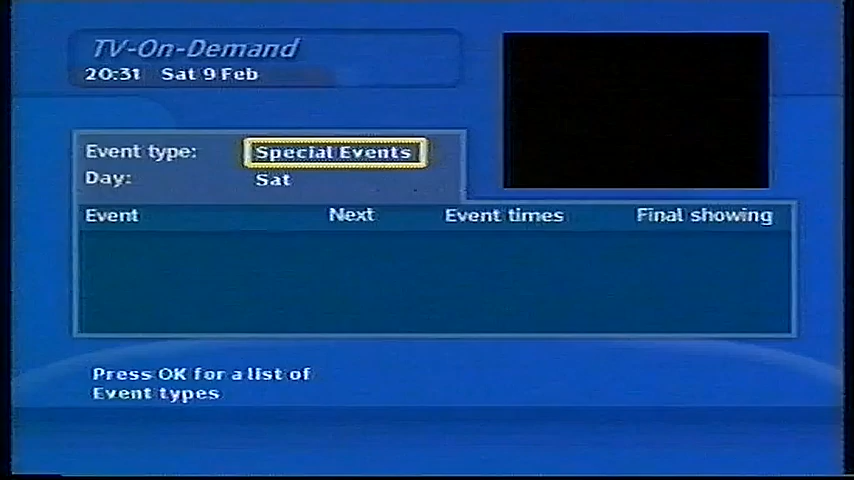 TV-On-Demand
20:31 Sat 9 Feb
Event type: Special Events
Day: Sat
Event Next Event times Final showing
Press OK for a list of
Event types